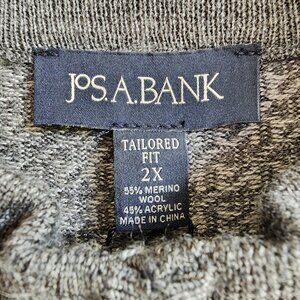 JoS.A.BANK
TAILORED
FIT
2X
55% MERINO
WOOL
45% ACRYLIC
MADE IN CHINA